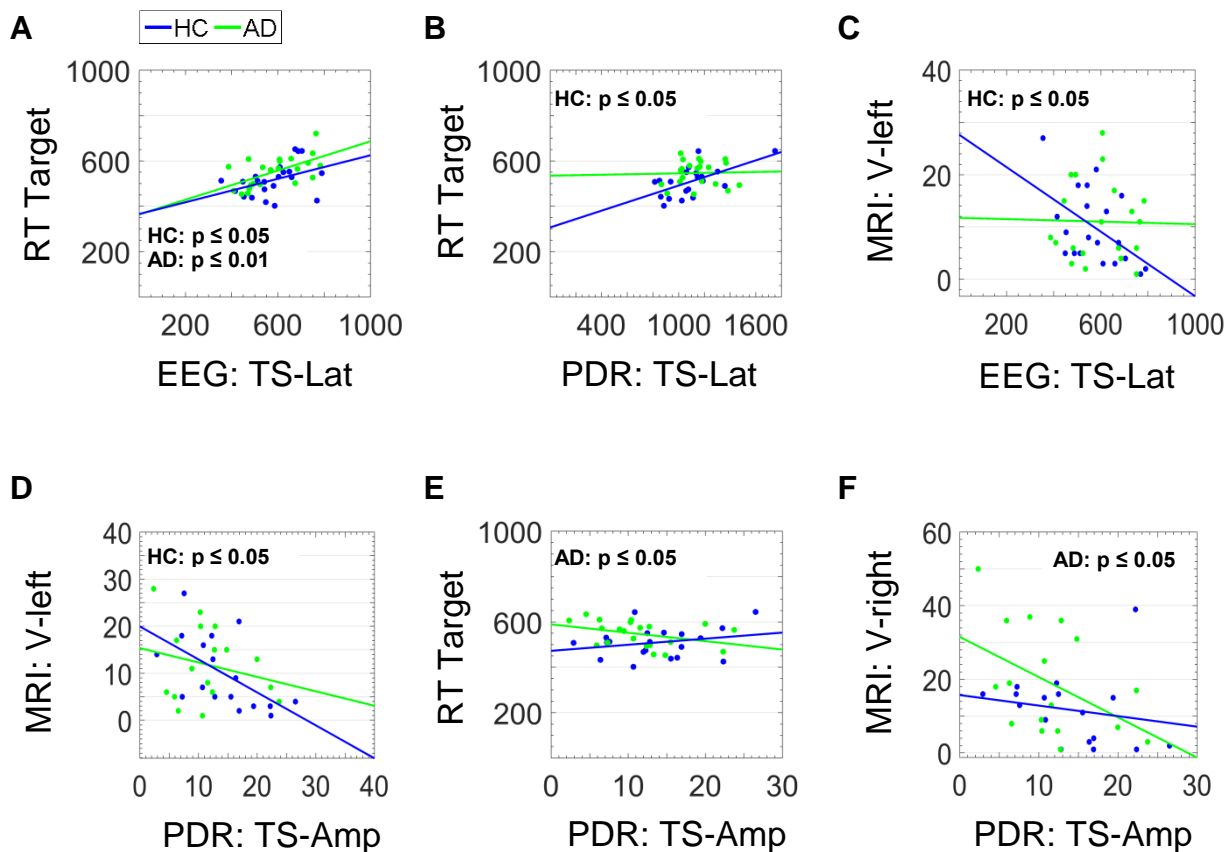 A
HC AD
1000
600
200
RT Target
HC: p ≤ 0.05
AD: p ≤ 0.01
200 600 1000
EEG: TS-Lat
B
1000
600
200
RT Target
HC: p ≤ 0.05
400 1000 1600
PDR: TS-Lat
C
40
20
0
MRI: V-left
HC: p ≤ 0.05
200 600 1000
EEG: TS-Lat
D
40
30
20
10
0
MRI: V-left
HC: p ≤ 0.05
0 10 20 30 40
PDR: TS-Amp
E
1000
600
200
RT Target
AD: p ≤ 0.05
0 10 20 30
PDR: TS-Amp
F
60
40
20
0
MRI: V-right
AD: p ≤ 0.05
0 10 20 30
PDR: TS-Amp